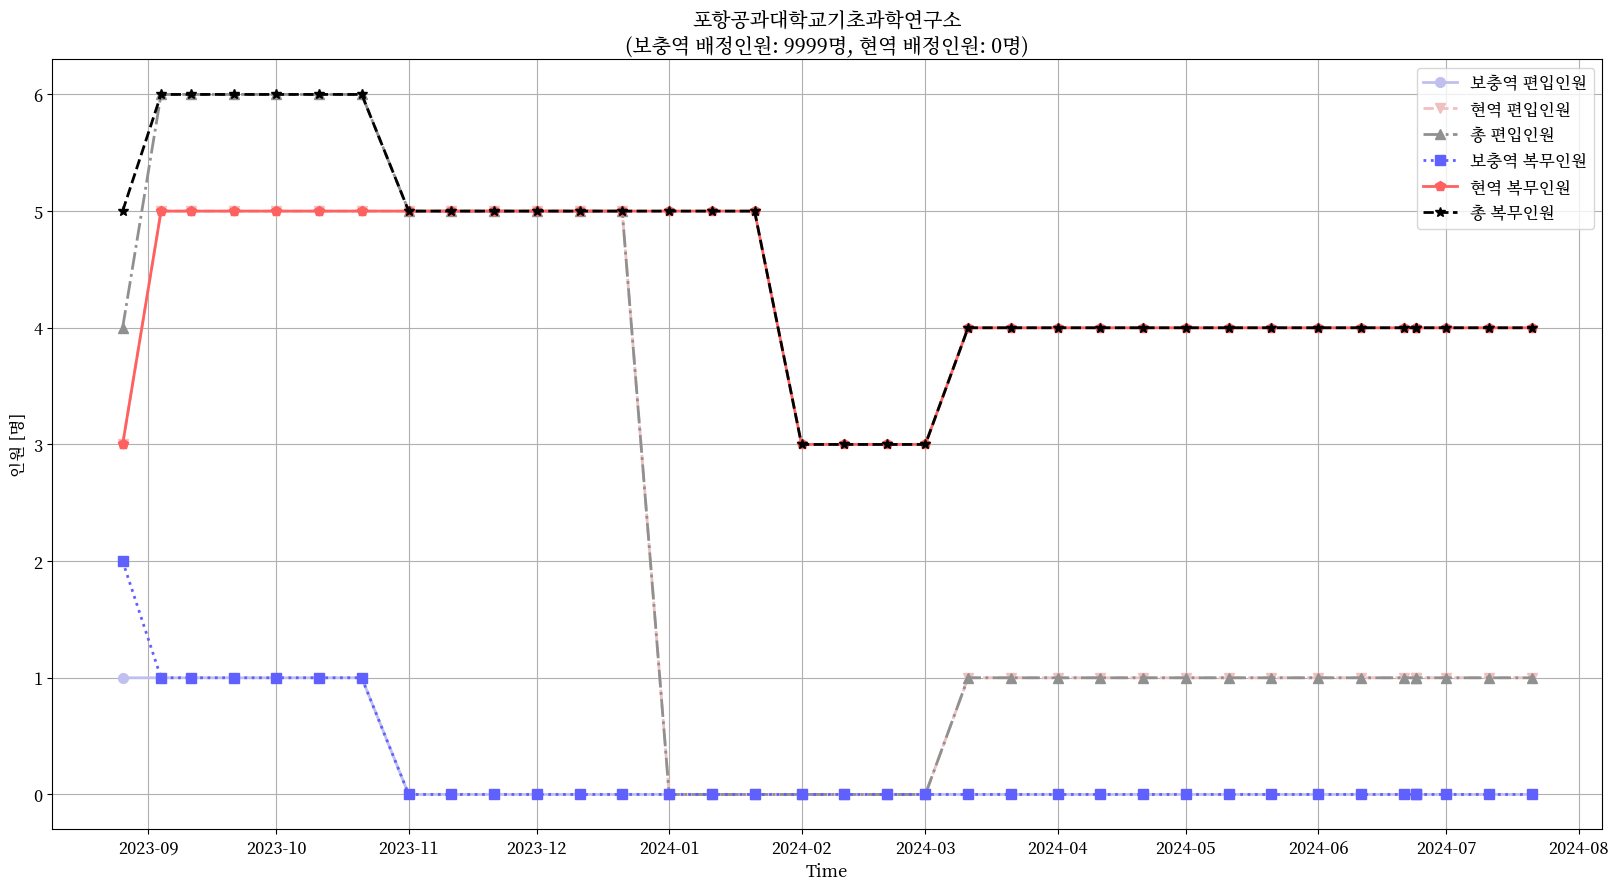 포항공과대학교기초과학연구소
(보충역 배정인원: 9999명, 현역 배정인원: 0명)
보충역 편입인원
현역 편입인원
총 편입인원
보충역 복무인원
현역 복무인원
총 복무인원
인원 [명]
6
5
4
3
2
1
0
2023-09
2023-10
2023-11
2023-12
2024-01
2024-02
2024-03
2024-04
2024-05
2024-06
2024-07
2024-08
Time